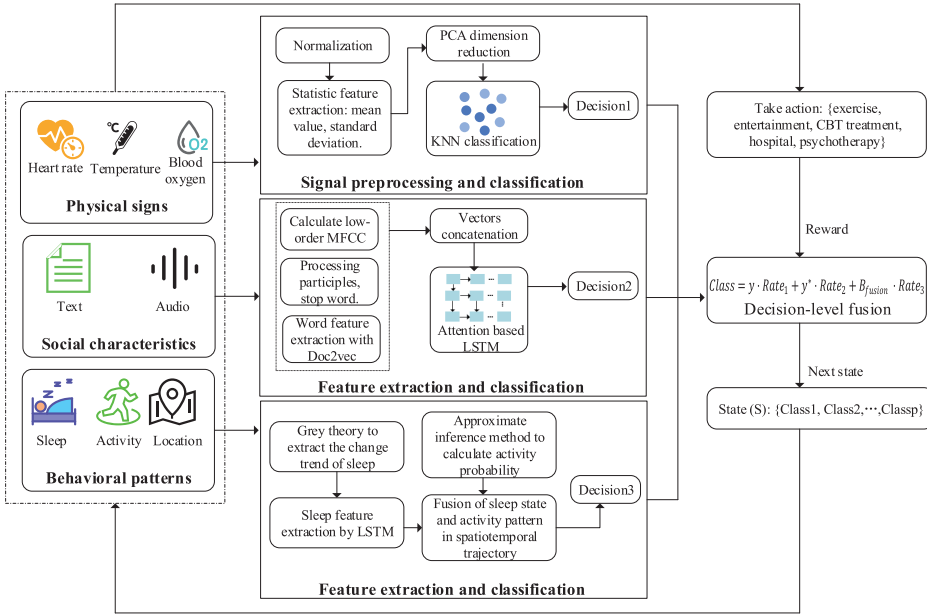 Heart rate
℃
Temperature
O2
Blood
oxygen
Physical signs
Text
Audio
Social characteristics
Z z z z
Sleep
Activity
Location
Behavioral patterns
Normalization
Statistic feature
extraction: mean
value, standard
deviation.
PCA dimension
reduction
KNN classification
Decision1
Signal preprocessing and classification
Calculate low-
order MFCC
Processing
participles,
stop word.
Word feature
extraction with
Doc2vec
Vectors
concatenation
Attention based
LSTM
Decision2
Feature extraction and classification
Grey theory to
extract the change
trend of sleep
Sleep feature
extraction by LSTM
Approximate
inference method to
calculate activity
probability
Fusion of sleep state
and activity pattern
in spatiotemporal
trajectory
Decision3
Feature extraction and classification
Take action: {exercise,
entertainment, CBT treatment,
hospital, psychotherapy}
Reward
Class = y · Rate₁ + y* · Rate₂ + B_fusion · Rate₃
Decision-level fusion
Next state
State (S): {Class1, Class2,⋯,Classp}